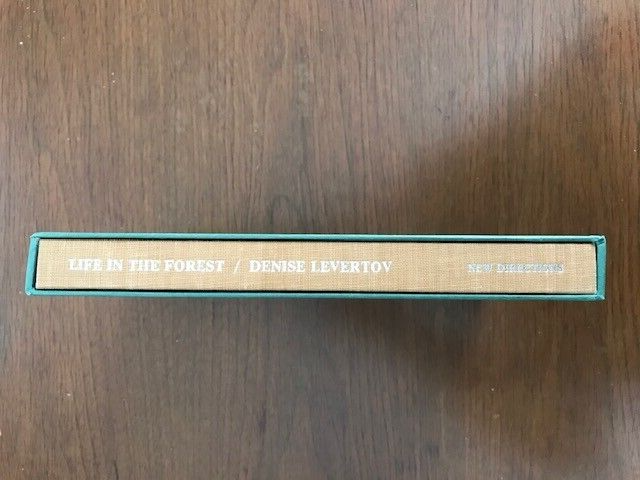 LIFE IN THE FOREST / DENISE LEVERTOV NEW DIRECTIONS